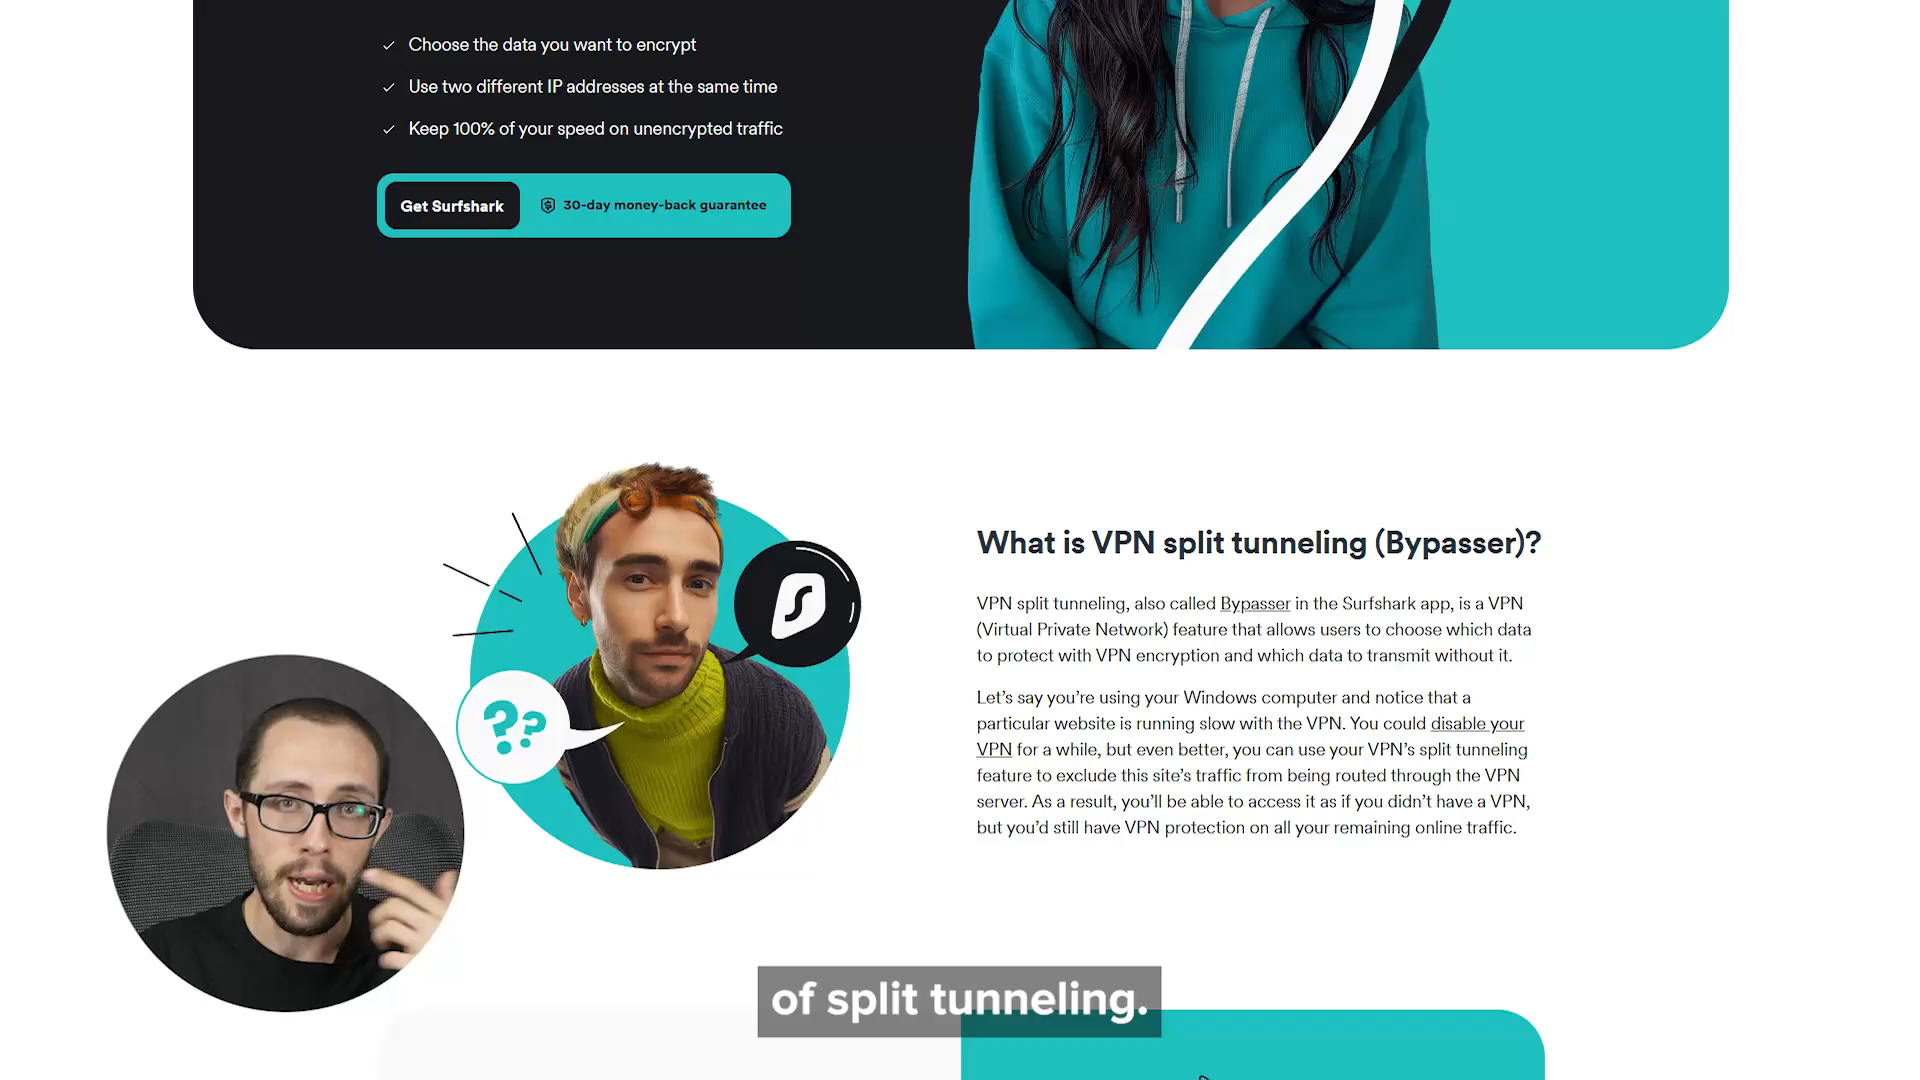 Choose the data you want to encrypt
Use two different IP addresses at the same time
Keep 100% of your speed on unencrypted traffic
Get Surfshark
30-day money-back guarantee
??
What is VPN split tunneling (Bypasser)?
VPN split tunneling, also called Bypasser in the Surfshark app, is a VPN
(Virtual Private Network) feature that allows users to choose which data
to protect with VPN encryption and which data to transmit without it.
Let’s say you’re using your Windows computer and notice that a
particular website is running slow with the VPN. You could disable your
VPN for a while, but even better, you can use your VPN’s split tunneling
feature to exclude this site’s traffic from being routed through the VPN
server. As a result, you’ll be able to access it as if you didn’t have a VPN,
but you’d still have VPN protection on all your remaining online traffic.
of split tunneling.